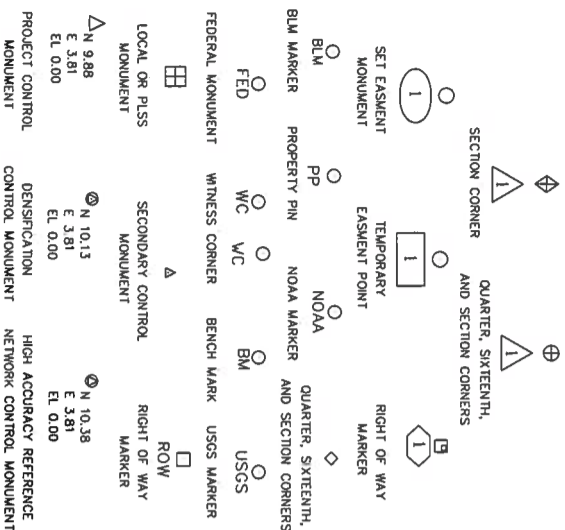 1
SECTION CORNER
1
QUARTER, SIXTEENTH,
AND SECTION CORNERS
1
SET EASMENT
MONUMENT
1
TEMPORARY
EASMENT POINT
1
RIGHT OF WAY
MARKER
BLM
BLM MARKER
PP
PROPERTY PIN
NOAA
NOAA MARKER
QUARTER, SIXTEENTH,
AND SECTION CORNERS
FED
FEDERAL MONUMENT
WC
WC
WITNESS CORNER
BM
BENCH MARK
USGS
USGS MARKER
LOCAL OR PLSS
MONUMENT
SECONDARY CONTROL
MONUMENT
ROW
RIGHT OF WAY
MARKER
N 9.88
E 3.81
EL 0.00
PROJECT CONTROL
MONUMENT
N 10.13
E 3.81
EL 0.00
DENSIFICATION
CONTROL MONUMENT
N 10.38
E 3.81
EL 0.00
HIGH ACCURACY REFERENCE
NETWORK CONTROL MONUMENT